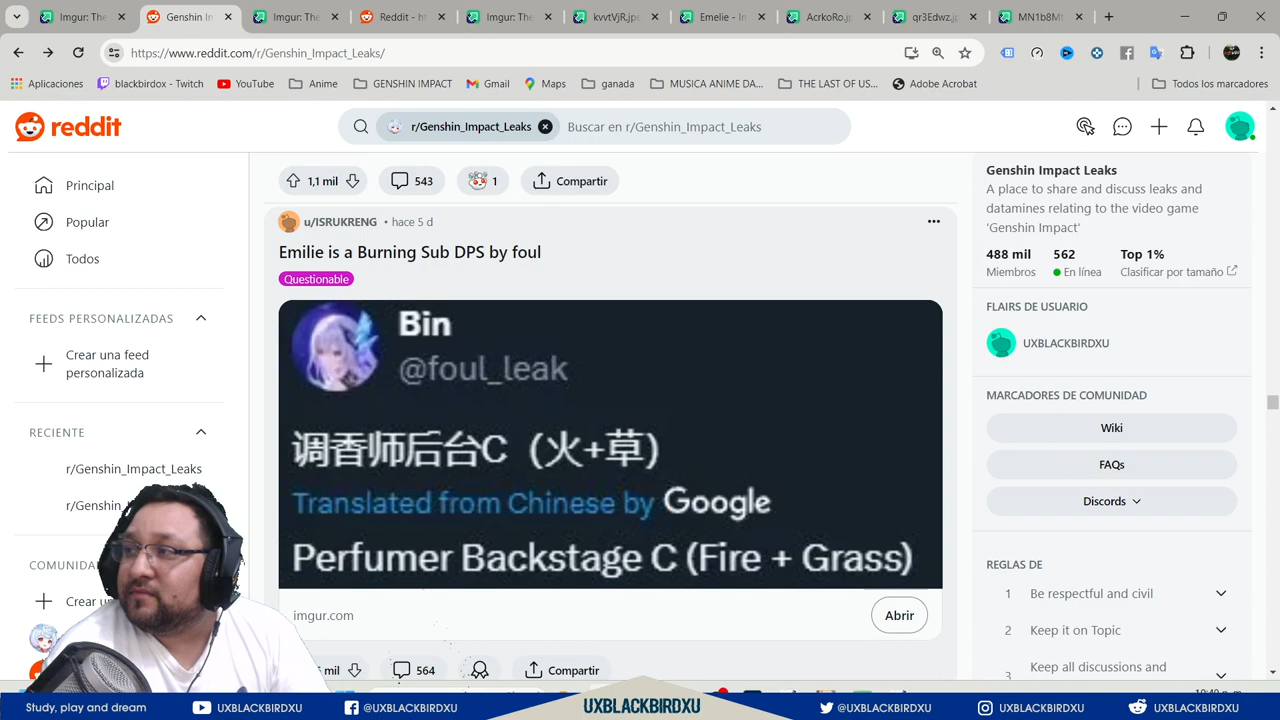 Imgur: The
Genshin In
Imgur: The
Reddit - ht
Imgur: The
kvvtVjR.jpe
Emelie - In
AcrkoRo.j
qr3Edwz.j
MN1b8M
https://www.reddit.com/r/Genshin_Impact_Leaks/
Aplicaciones
blackbirdox - Twitch
YouTube
Anime
GENSHIN IMPACT
Gmail
Maps
ganada
MUSICA ANIME DA...
THE LAST OF US...
Adobe Acrobat
Todos los marcadores
reddit
r/Genshin_Impact_Leaks
Buscar en r/Genshin_Impact_Leaks
Principal
Popular
Todos
FEEDS PERSONALIZADAS
Crear una feed
personalizada
RECIENTE
r/Genshin_Impact_Leaks
r/Genshin_
COMUNIDA
Crear un
1,1 mil
543
1
Compartir
u/ISRUKRENG • hace 5 d
Emilie is a Burning Sub DPS by foul
Questionable
Bin
@foul_leak
调香师后台C（火+草)
Translated from Chinese by Google
Perfumer Backstage C (Fire + Grass)
imgur.com
Abrir
mil
564
Compartir
Genshin Impact Leaks
A place to share and discuss leaks and
datamines relating to the video game
'Genshin Impact'
488 mil
562
Top 1%
Miembros
En línea
Clasificar por tamaño
FLAIRS DE USUARIO
UXBLACKBIRDXU
MARCADORES DE COMUNIDAD
Wiki
FAQs
Discords
REGLAS DE
1 Be respectful and civil
2 Keep it on Topic
3 Keep all discussions and
Study, play and dream
UXBLACKBIRDXU
@UXBLACKBIRDXU
UXBLACKBIRDXU
@UXBLACKBIRDXU
UXBLACKBIRDXU
UXBLACKBIRDXU